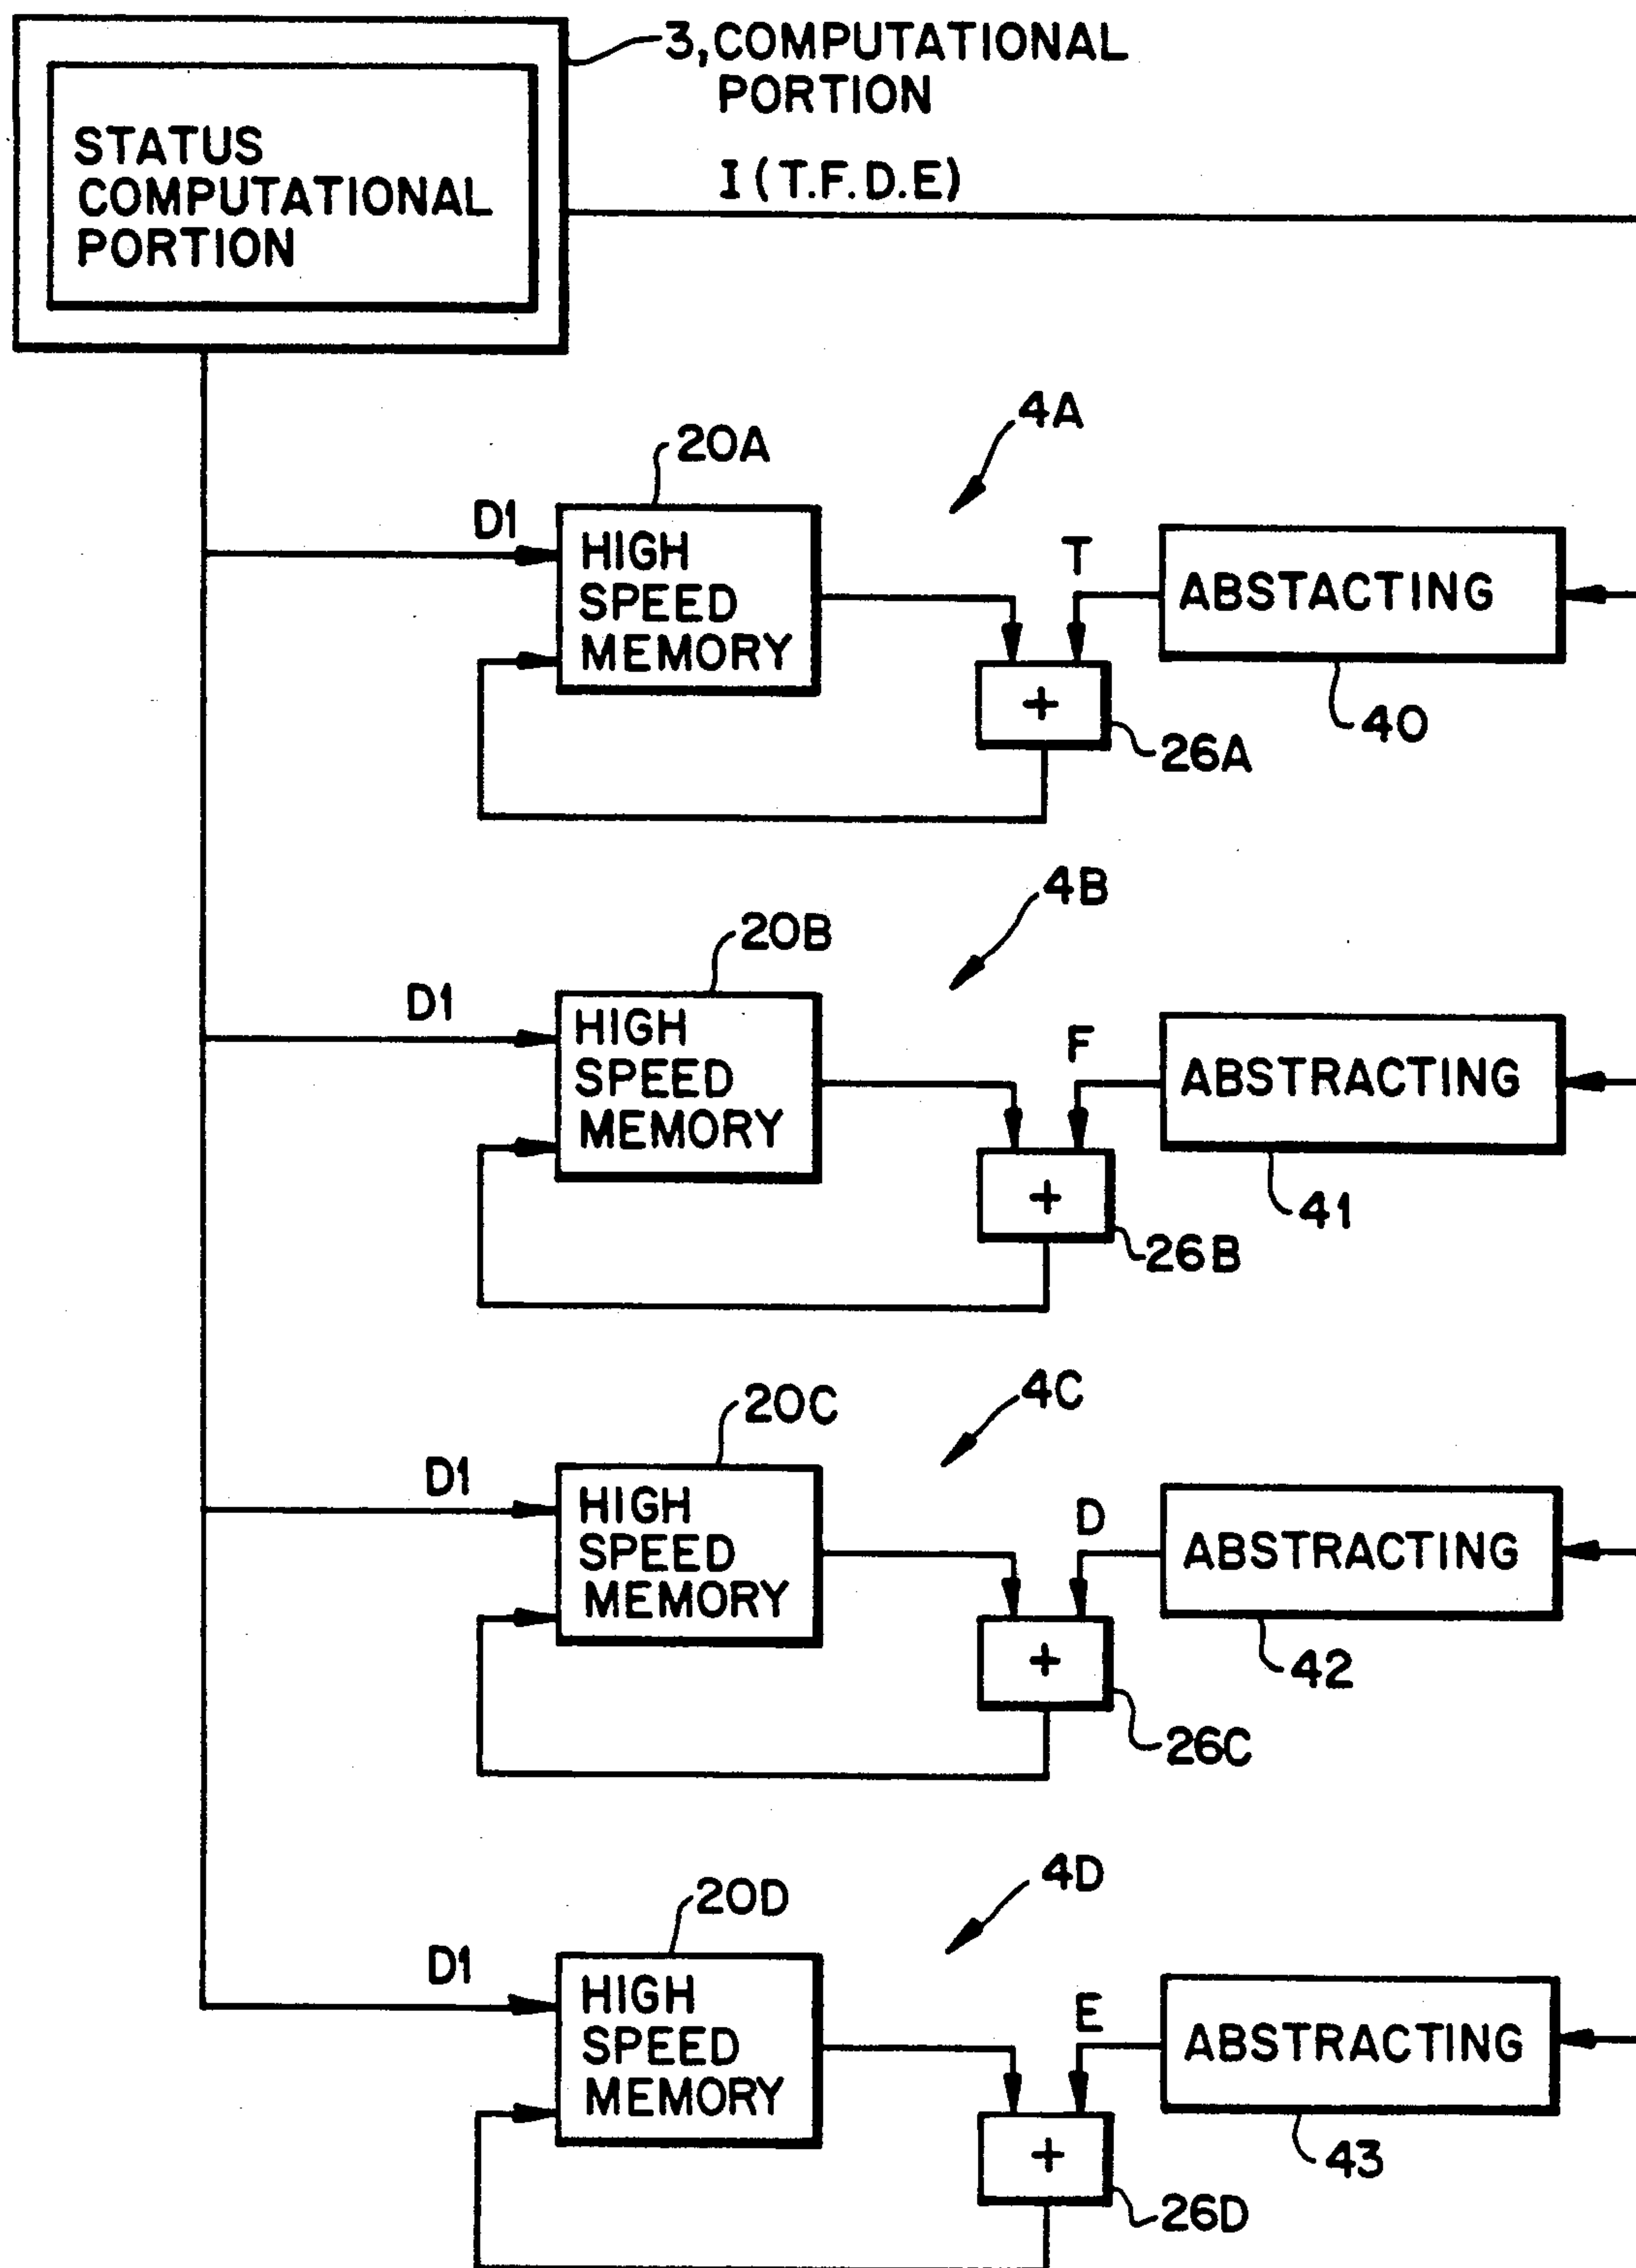 3, COMPUTATIONAL
PORTION
STATUS
COMPUTATIONAL
PORTION
I (T.F.D.E)
4A
20A
D1
HIGH
SPEED
MEMORY
T
ABSTACTING
+
26A
40
4B
20B
D1
HIGH
SPEED
MEMORY
F
ABSTRACTING
+
26B
41
4C
20C
D1
HIGH
SPEED
MEMORY
D
ABSTRACTING
+
26C
42
4D
20D
D1
HIGH
SPEED
MEMORY
E
ABSTRACTING
+
26D
43